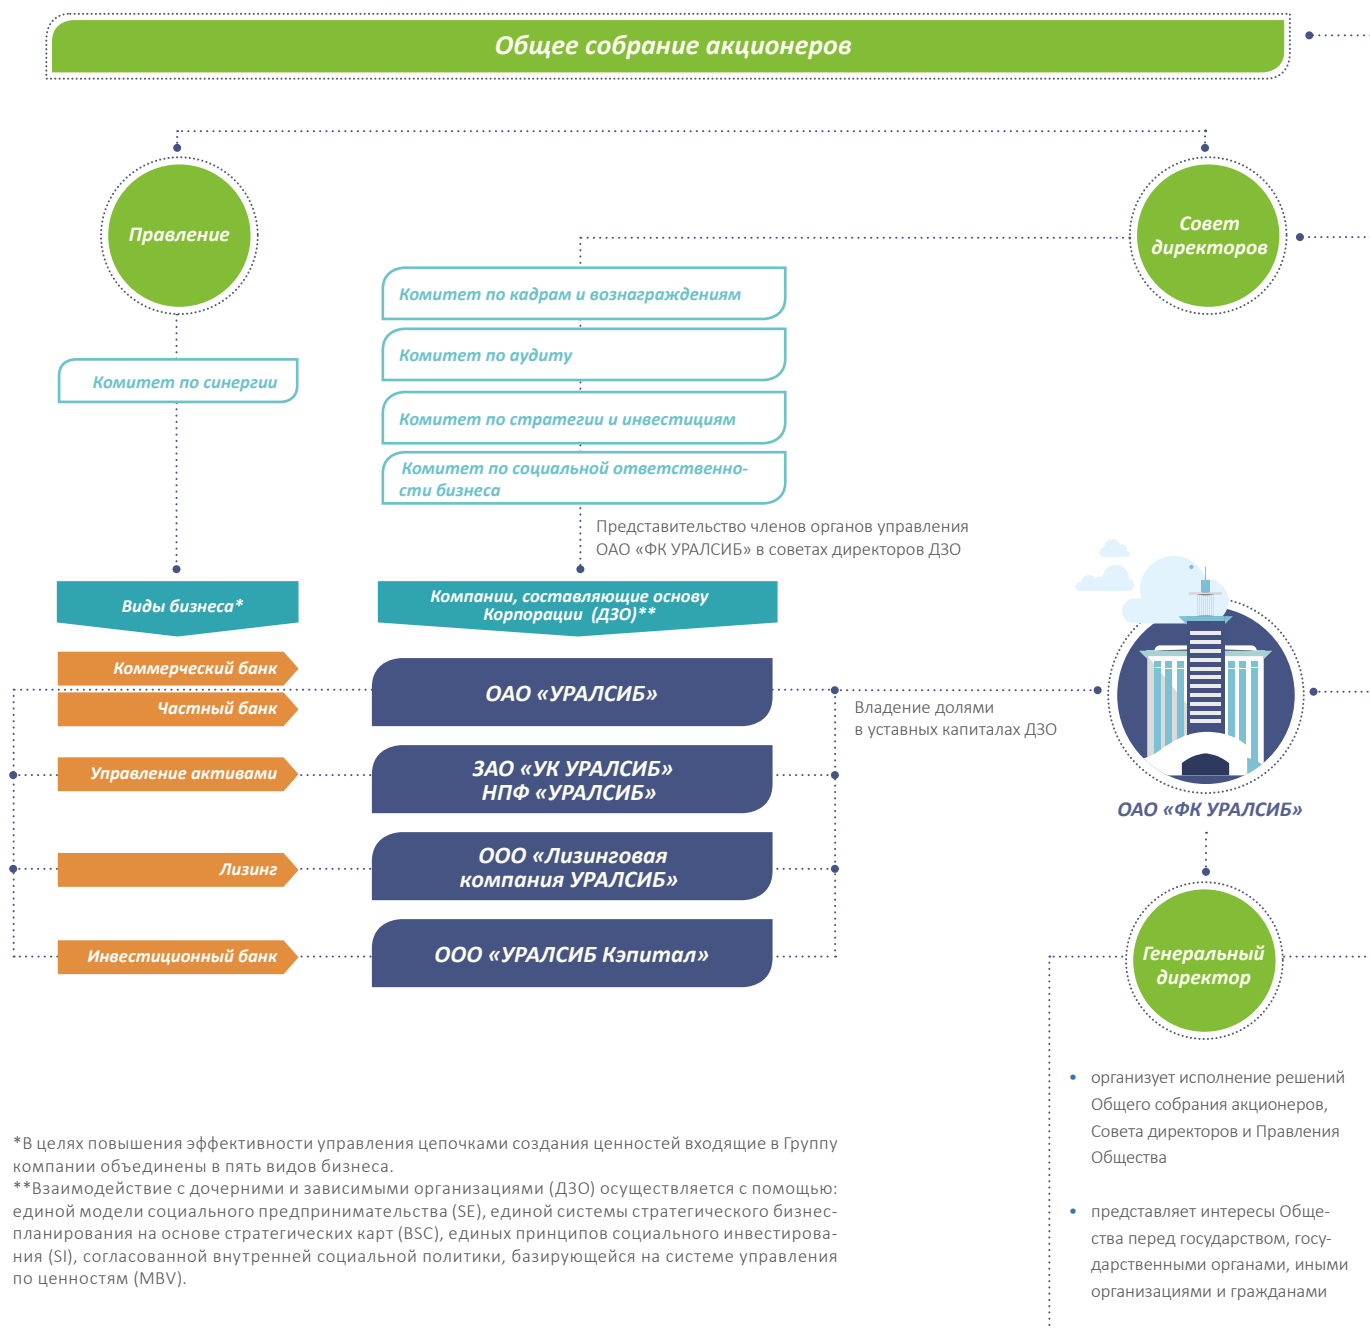 Общее собрание акционеров
Правление
Совет
директоров
Комитет по кадрам и вознаграждениям
Комитет по аудиту
Комитет по синергии
Комитет по стратегии и инвестициям
Комитет по социальной ответственно-
сти бизнеса
Представительство членов органов управления
ОАО «ФК УРАЛСИБ» в советах директоров ДЗО
Виды бизнеса*
Компании, составляющие основу
Корпорации (ДЗО)**
Коммерческий банк
Частный банк
ОАО «УРАЛСИБ»
Владение долями
в уставных капиталах ДЗО
Управление активами
ЗАО «УК УРАЛСИБ»
НПФ «УРАЛСИБ»
ОАО «ФК УРАЛСИБ»
Лизинг
ООО «Лизинговая
компания УРАЛСИБ»
Инвестиционный банк
ООО «УРАЛСИБ Кэпитал»
Генеральный
директор
• организует исполнение решений
Общего собрания акционеров,
Совета директоров и Правления
Общества
• представляет интересы Обще-
ства перед государством, госу-
дарственными органами, иными
организациями и гражданами
*В целях повышения эффективности управления цепочками создания ценностей входящие в Группу
компании объединены в пять видов бизнеса.
**Взаимодействие с дочерними и зависимыми организациями (ДЗО) осуществляется с помощью:
единой модели социального предпринимательства (SE), единой системы стратегического бизнес-
планирования на основе стратегических карт (BSC), единых принципов социального инвестирова-
ния (SI), согласованной внутренней социальной политики, базирующейся на системе управления
по ценностям (MBV).